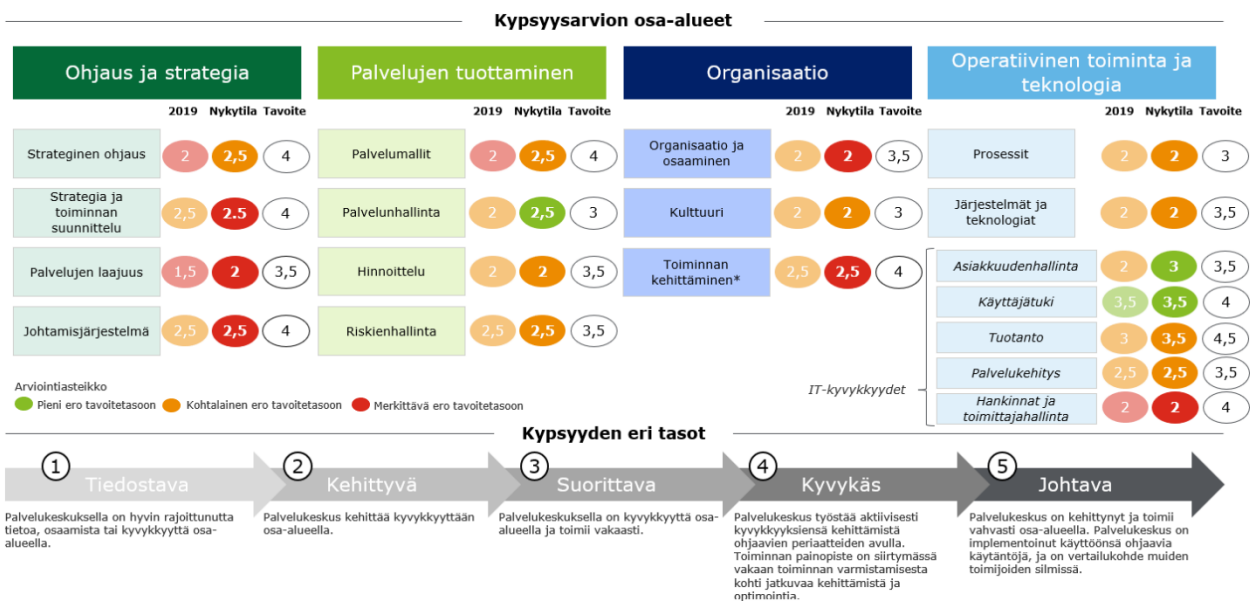 Kypsyysarvion osa-alueet
Ohjaus ja strategia
2019 Nykytila Tavoite
Strateginen ohjaus 2 2,5 4
Strategia ja
toiminnan
suunnittelu
2,5 2.5 4
Palvelujen laajuus 1,5 2 3,5
Johtamisjärjestelmä 2,5 2,5 4
Palvelujen tuottaminen
2019 Nykytila Tavoite
Palvelumallit 2 2,5 4
Palvelunhallinta 2 2,5 3
Hinnoittelu 2 2 3,5
Riskienhallinta 2,5 2,5 3,5
Organisaatio
2019 Nykytila Tavoite
Organisaatio ja
osaaminen
2 2 3,5
Kulttuuri 2 2 3
Toiminnan
kehittäminen*
2,5 2,5 4
Operatiivinen toiminta ja
teknologia
2019 Nykytila Tavoite
Prosessit 2 2 3
Järjestelmät ja
teknologiat
2 2 3,5
IT-kyvykkyydet
Asiakkuudenhallinta 2 3 3,5
Käyttäjätuki 3,5 3,5 4
Tuotanto 3 3,5 4,5
Palvelukehitys 2,5 2,5 3,5
Hankinnat ja
toimittajahallinta
2 2 4
Arviointiasteikko
Pieni ero tavoitetasoon Kohtalainen ero tavoitetasoon Merkittävä ero tavoitetasoon
Kypsyyden eri tasot
1
Tiedostava
Palvelukeskuksella on hyvin rajoittunutta
tietoa, osaamista tai kyvykkyyttä osa-
alueella.
2
Kehittyvä
Palvelukeskus kehittää kyvykkyyttään
osa-alueella.
3
Suorittava
Palvelukeskuksella on kyvykkyyttä osa-
alueella ja toimii vakaasti.
4
Kyvykäs
Palvelukeskus työstää aktiivisesti
kyvykkyyksiensä kehittämistä
ohjaavien periaatteiden avulla.
Toiminnan painopiste on siirtymässä
vakaan toiminnan varmistamisesta
kohti jatkuvaa kehittämistä ja
optimointia.
5
Johtava
Palvelukeskus on kehittynyt ja toimii
vahvasti osa-alueella. Palvelukeskus on
implementoinut käyttöönsä ohjaavia
käytäntöjä, ja on vertailukohde muiden
toimijoiden silmissä.